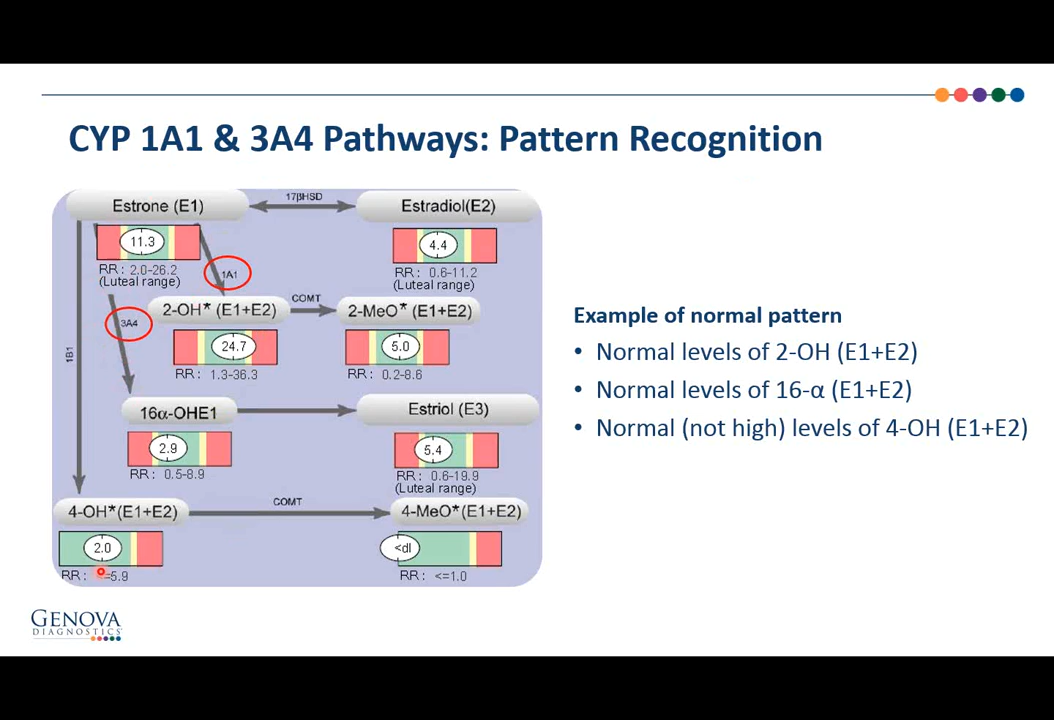 CYP 1A1 & 3A4 Pathways: Pattern Recognition
Estrone (E1)
17βHSD
Estradiol(E2)
11.3
RR: 2.0-26.2
(Luteal range)
4.4
RR: 0.6-11.2
(Luteal range)
1A1
3A4
1B1
2-OH* (E1+E2)
COMT
2-MeO* (E1+E2)
24.7
RR: 1.3-36.3
5.0
RR: 0.2-8.6
16α-OHE1
Estriol (E3)
2.9
RR: 0.5-8.9
5.4
RR: 0.6-19.9
(Luteal range)
4-OH*(E1+E2)
COMT
4-MeO*(E1+E2)
2.0
RR: =5.9
<dl
RR: <=1.0
Example of normal pattern
• Normal levels of 2-OH (E1+E2)
• Normal levels of 16-α (E1+E2)
• Normal (not high) levels of 4-OH (E1+E2)
GENOVA
DIAGNOSTICS